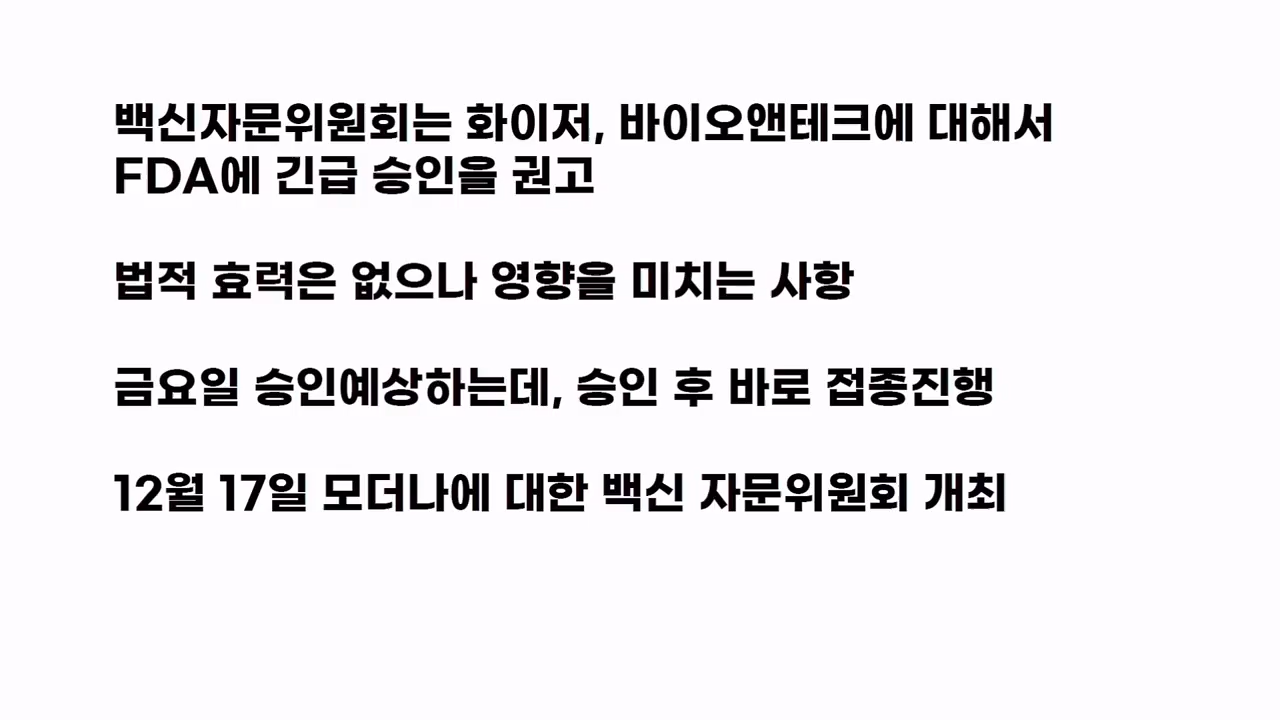 백신자문위원회는 화이저, 바이오앤테크에 대해서
FDA에 긴급 승인을 권고
법적 효력은 없으나 영향을 미치는 사항
금요일 승인예상하는데, 승인 후 바로 접종진행
12월 17일 모더나에 대한 백신 자문위원회 개최